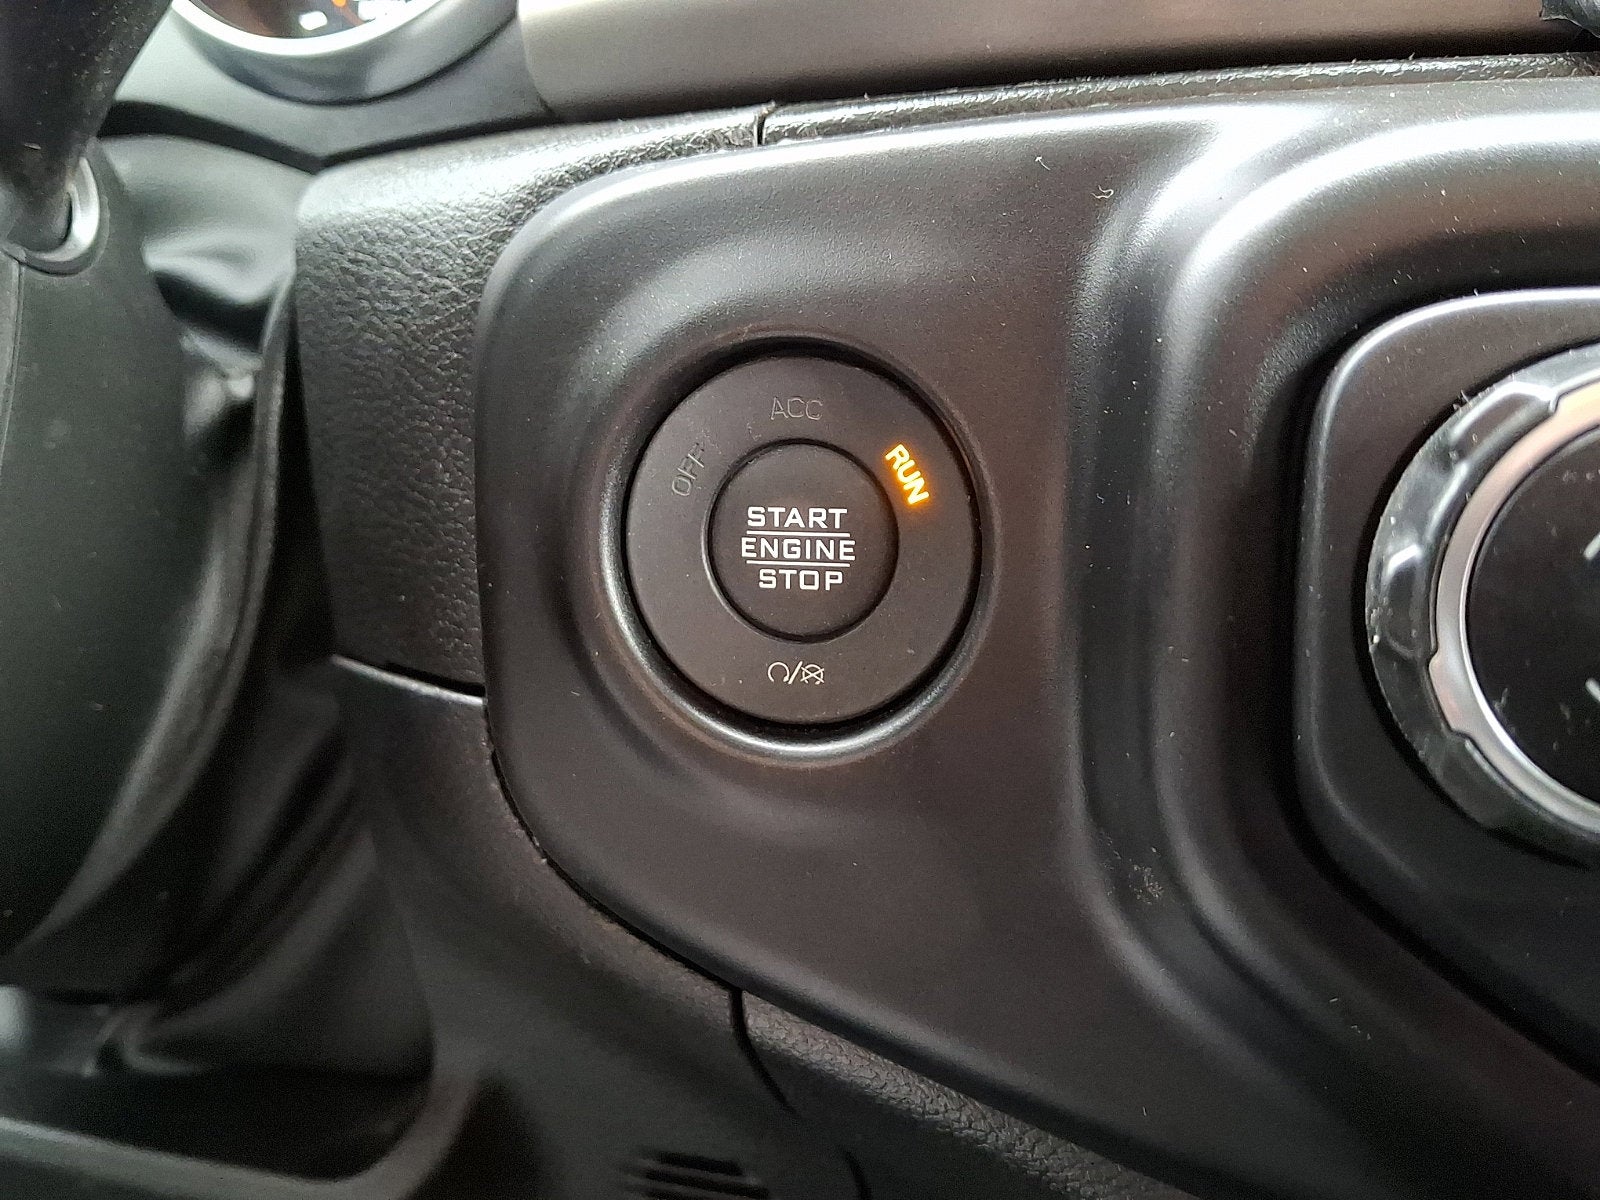 ACC
OFF
RUN
START
ENGINE
STOP